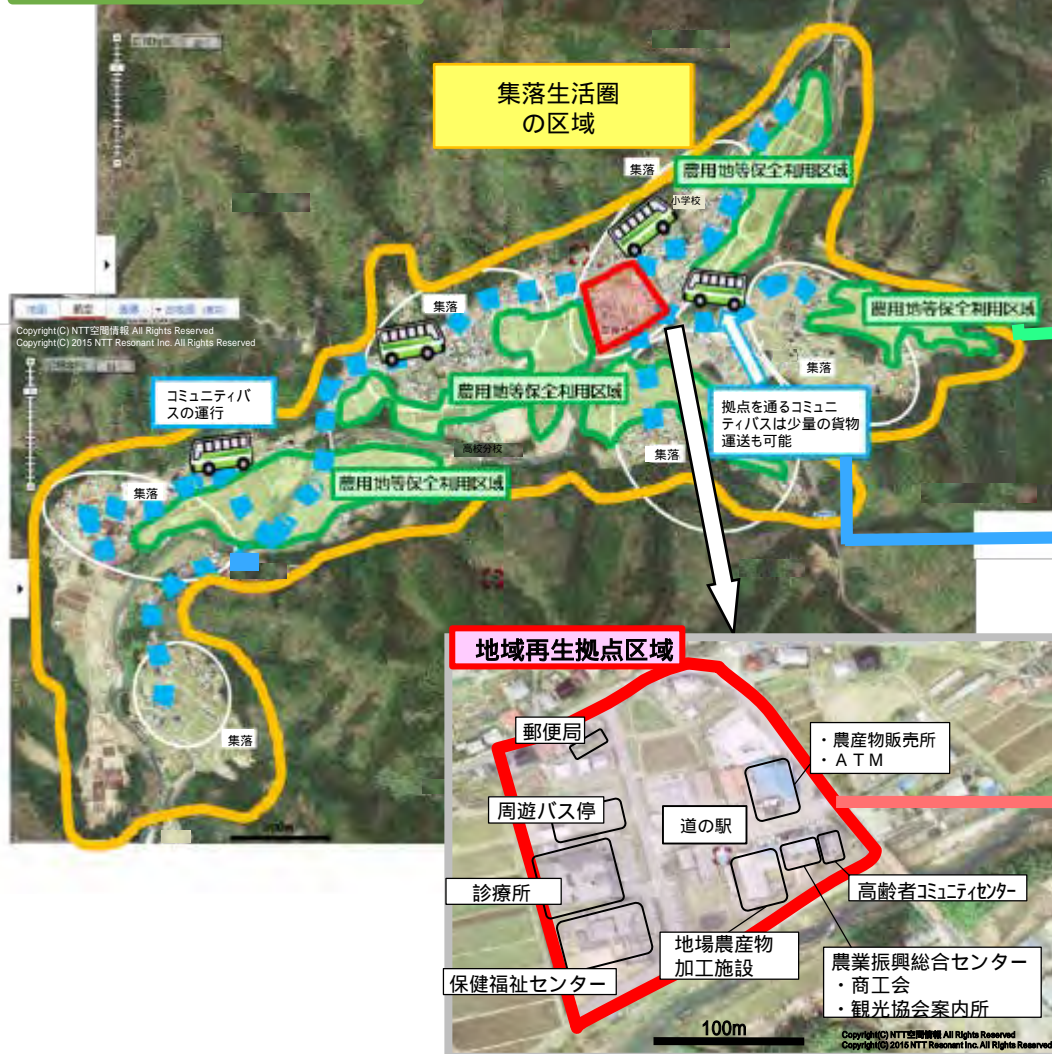 集落生活圏
の区域
集落
農用地等保全利用区域
小学校
集落
農用地等保全利用区域
地図
航空
Copyright(C) NTT空間情報 All Rights Reserved
Copyright(C) 2015 NTT Resonant Inc. All Rights Reserved
集落
コミュニティバ
スの運行
農用地等保全利用区域
拠点を通るコミュニ
ティバスは少量の貨物
運送も可能
高校分校
集落
農用地等保全利用区域
集落
集落
地域再生拠点区域
郵便局
・農産物販売所
・ＡＴＭ
周遊バス停
道の駅
診療所
高齢者コミュニティセンター
地場農産物
加工施設
農業振興総合センター
・商工会
・観光協会案内所
保健福祉センター
100m
Copyright(C) NTT空間情報 All Rights Reserved
Copyright(C) 2015 NTT Resonant Inc. All Rights Reserved